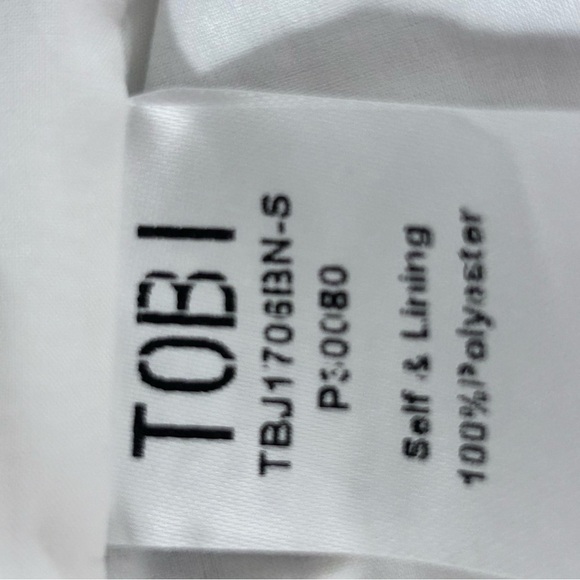 TOBI
TBJ1706BN-S
P30080
Self & Lining
100%Polyester